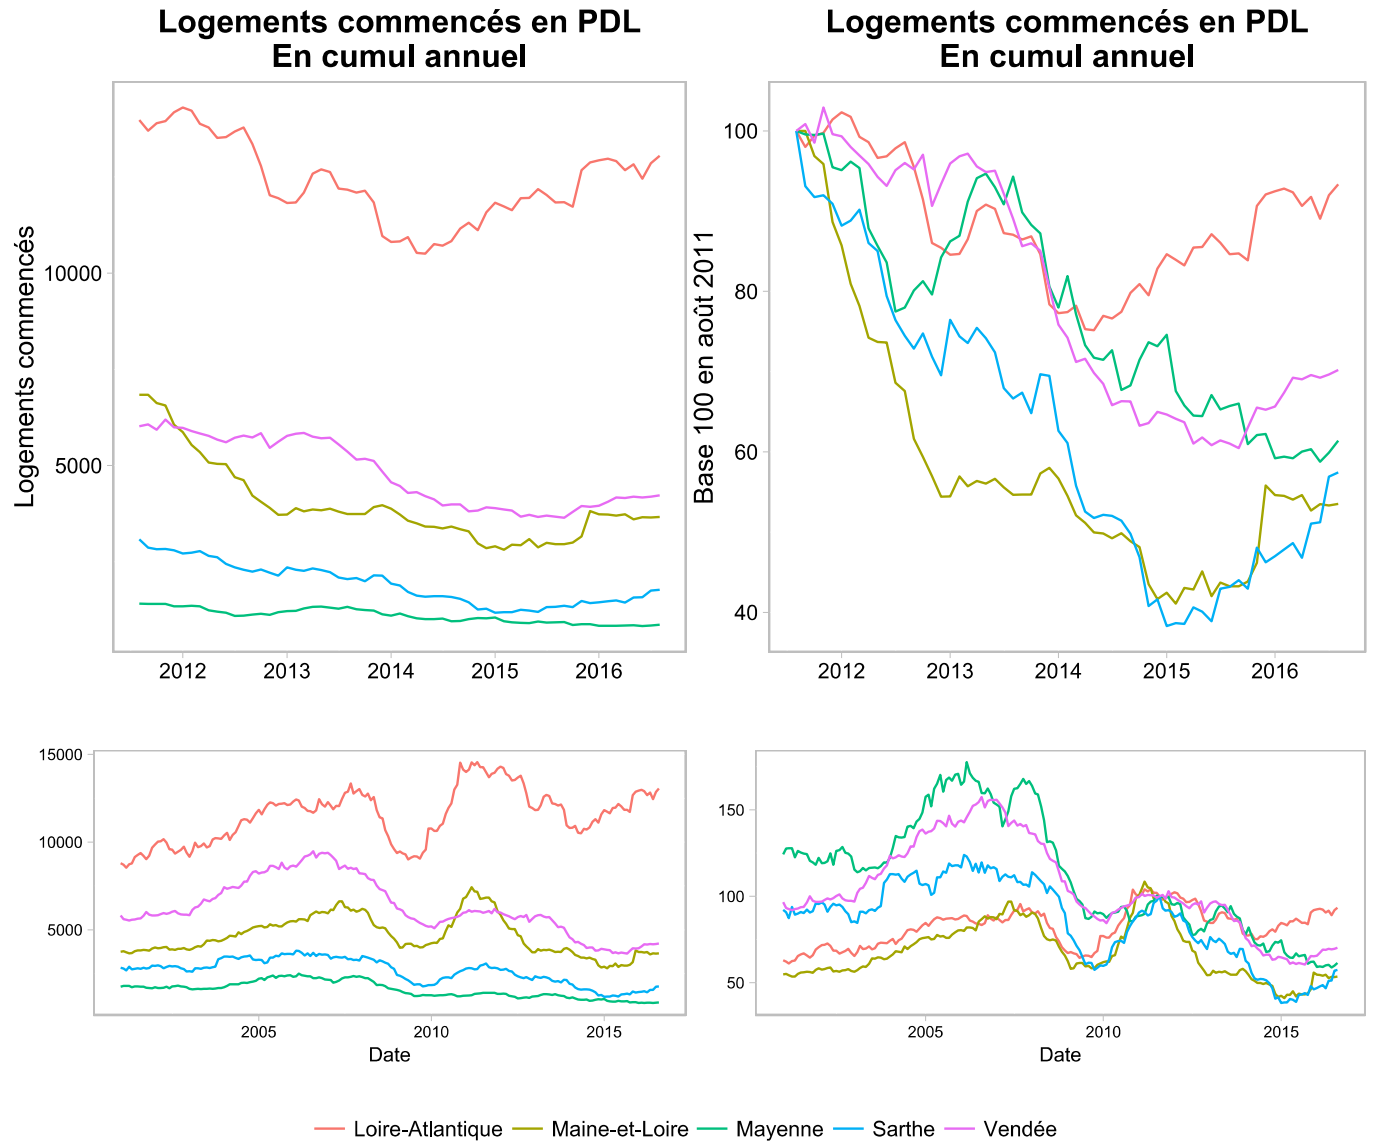 Logements commencés en PDL
En cumul annuel
Logements commencés
10000
5000
2012 2013 2014 2015 2016
Logements commencés en PDL
En cumul annuel
Base 100 en août 2011
100
80
60
40
2012 2013 2014 2015 2016
15000
10000
5000
2005 2010 2015
Date
150
100
50
2005 2010 2015
Date
Loire-Atlantique Maine-et-Loire Mayenne Sarthe Vendée